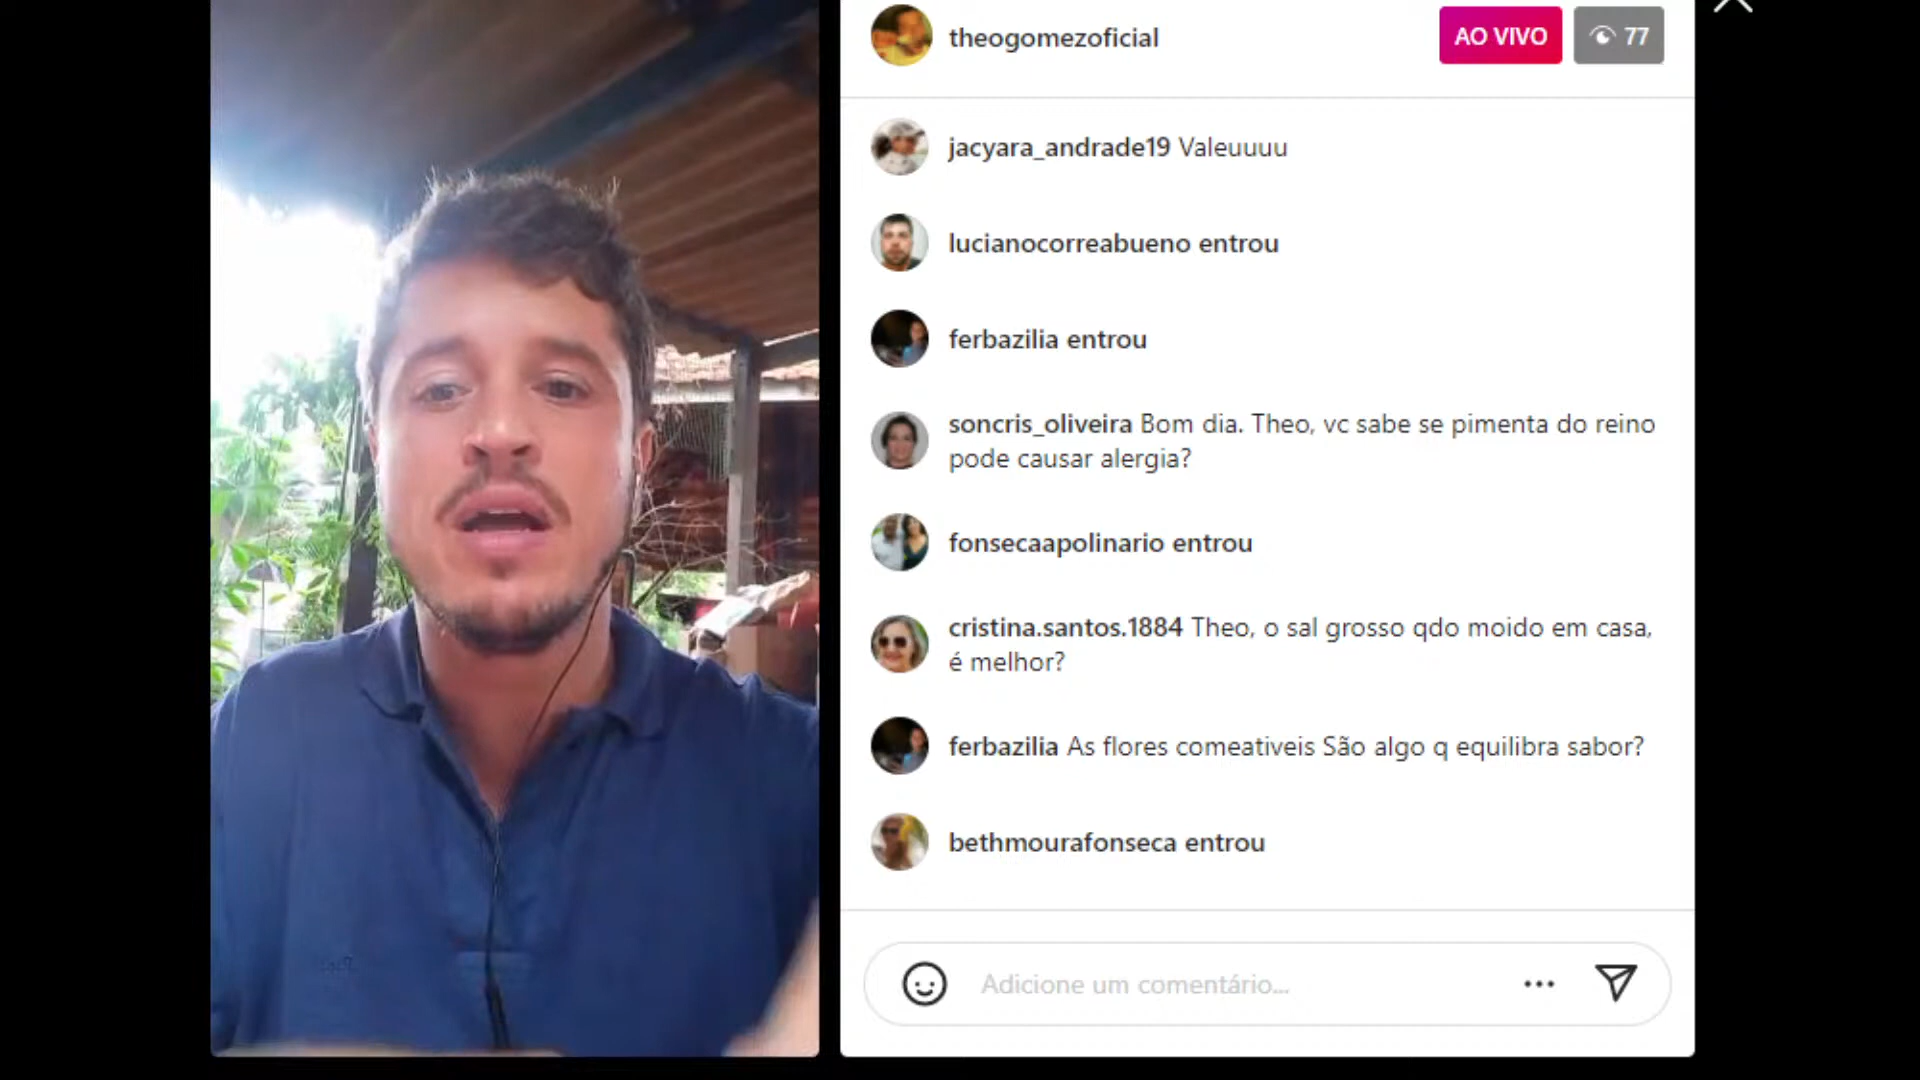 theogomezoficial
AO VIVO
77
jacyara_andrade19 Valeuuuu
lucianocorreabueno entrou
ferbazilia entrou
soncris_oliveira Bom dia. Theo, vc sabe se pimenta do reino
pode causar alergia?
fonsecaapolinario entrou
cristina.santos.1884 Theo, o sal grosso qdo moido em casa,
é melhor?
ferbazilia As flores comeativeis São algo q equilibra sabor?
bethmourafonseca entrou
Adicione um comentário...